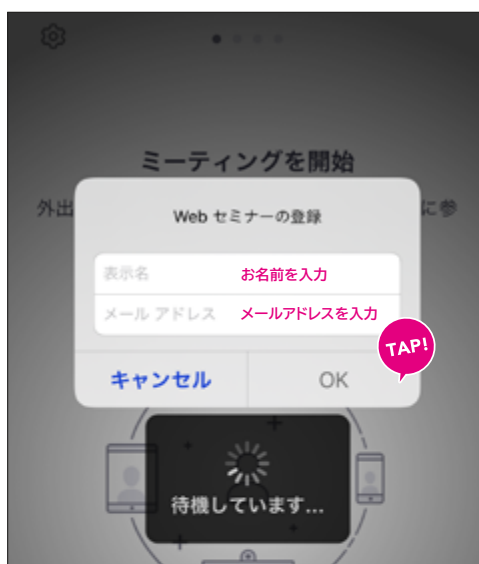 ミーティングを開始
外出
に参
Web セミナーの登録
表示名 お名前を入力
メール アドレス メールアドレスを入力
TAP!
キャンセル OK
待機しています...